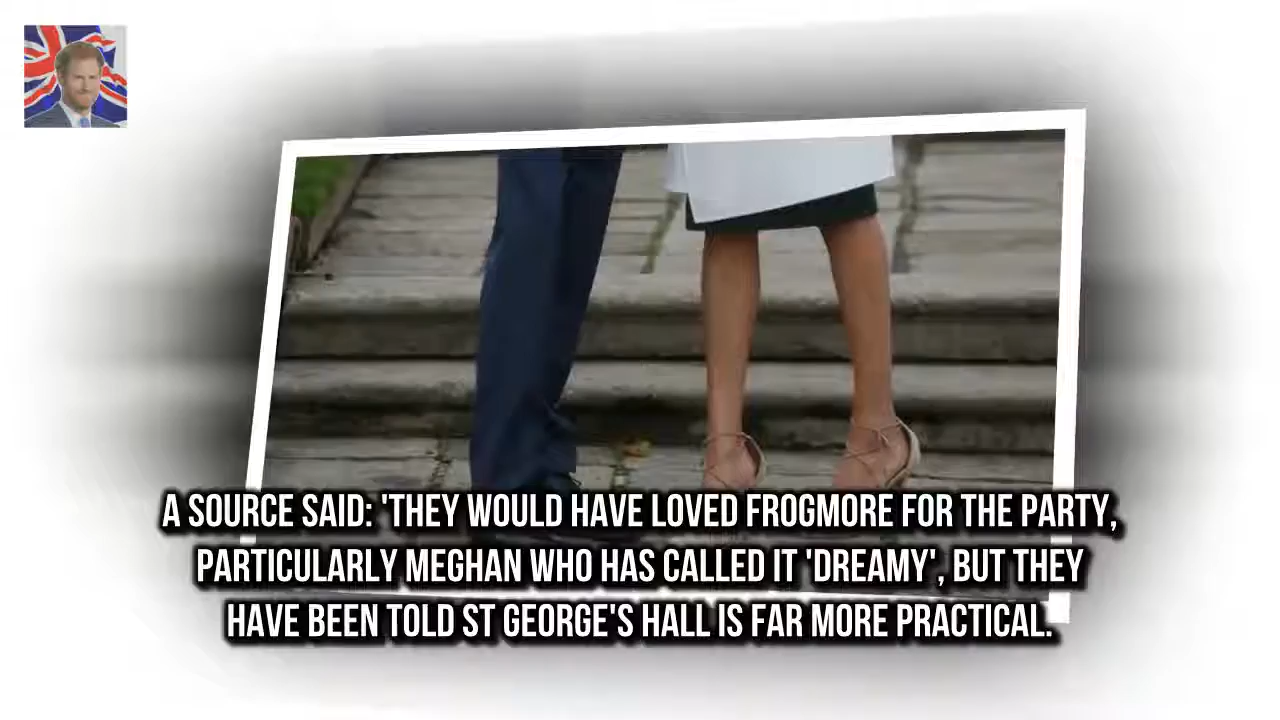 A SOURCE SAID: 'THEY WOULD HAVE LOVED FROGMORE FOR THE PARTY,
PARTICULARLY MEGHAN WHO HAS CALLED IT 'DREAMY', BUT THEY
HAVE BEEN TOLD ST GEORGE'S HALL IS FAR MORE PRACTICAL.